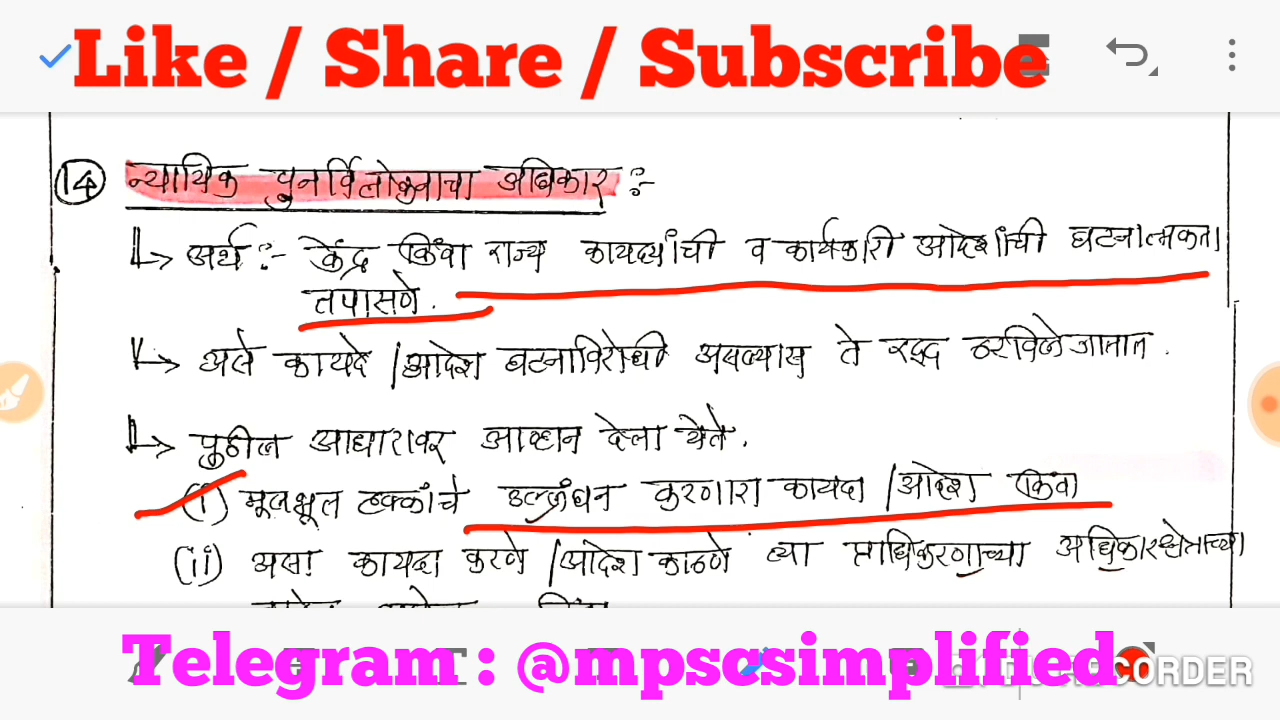 Like / Share / Subscribe
14 न्यायिक पुनर्विलोकनाचा अधिकार :-
अर्थ :- केंद्र किंवा राज्य कायद्यांची व कार्यकारी आदेशांची घटनात्मकता
तपासणे.
असे कायदे / आदेश घटनाविरोधी असल्यास ते रद्द ठरविले जातात.
पुढील आधारावर आव्हान देता येते.
(i) मूलभूत हक्कांचे उल्लंघन करणारा कायदा / आदेश किंवा
(ii) असा कायदा करणे / आदेश काढणे त्या प्राधिकरणाच्या अधिकारक्षेत्राच्या
Telegram : @mpscsimplified
RECORDER